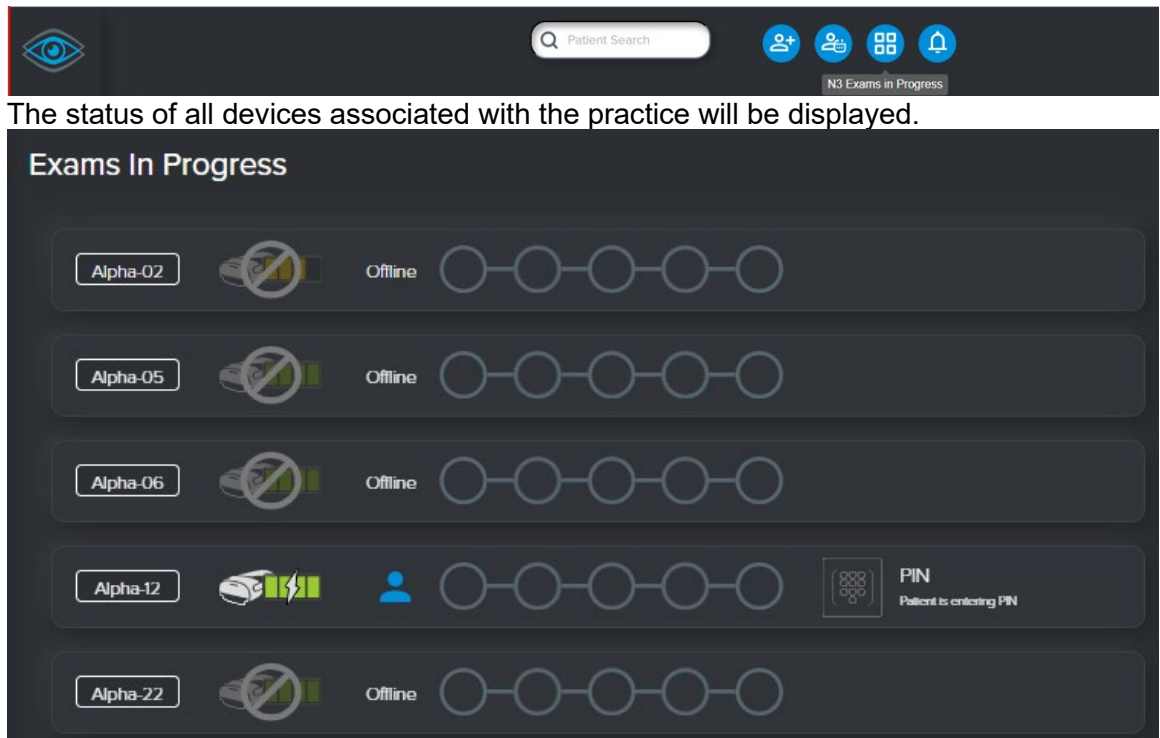 Patient Search
N3 Exams in Progress
The status of all devices associated with the practice will be displayed.
Exams In Progress
Alpha-02 Offline
Alpha-05 Offline
Alpha-06 Offline
Alpha-12 PIN
Patient is entering PIN
Alpha-22 Offline